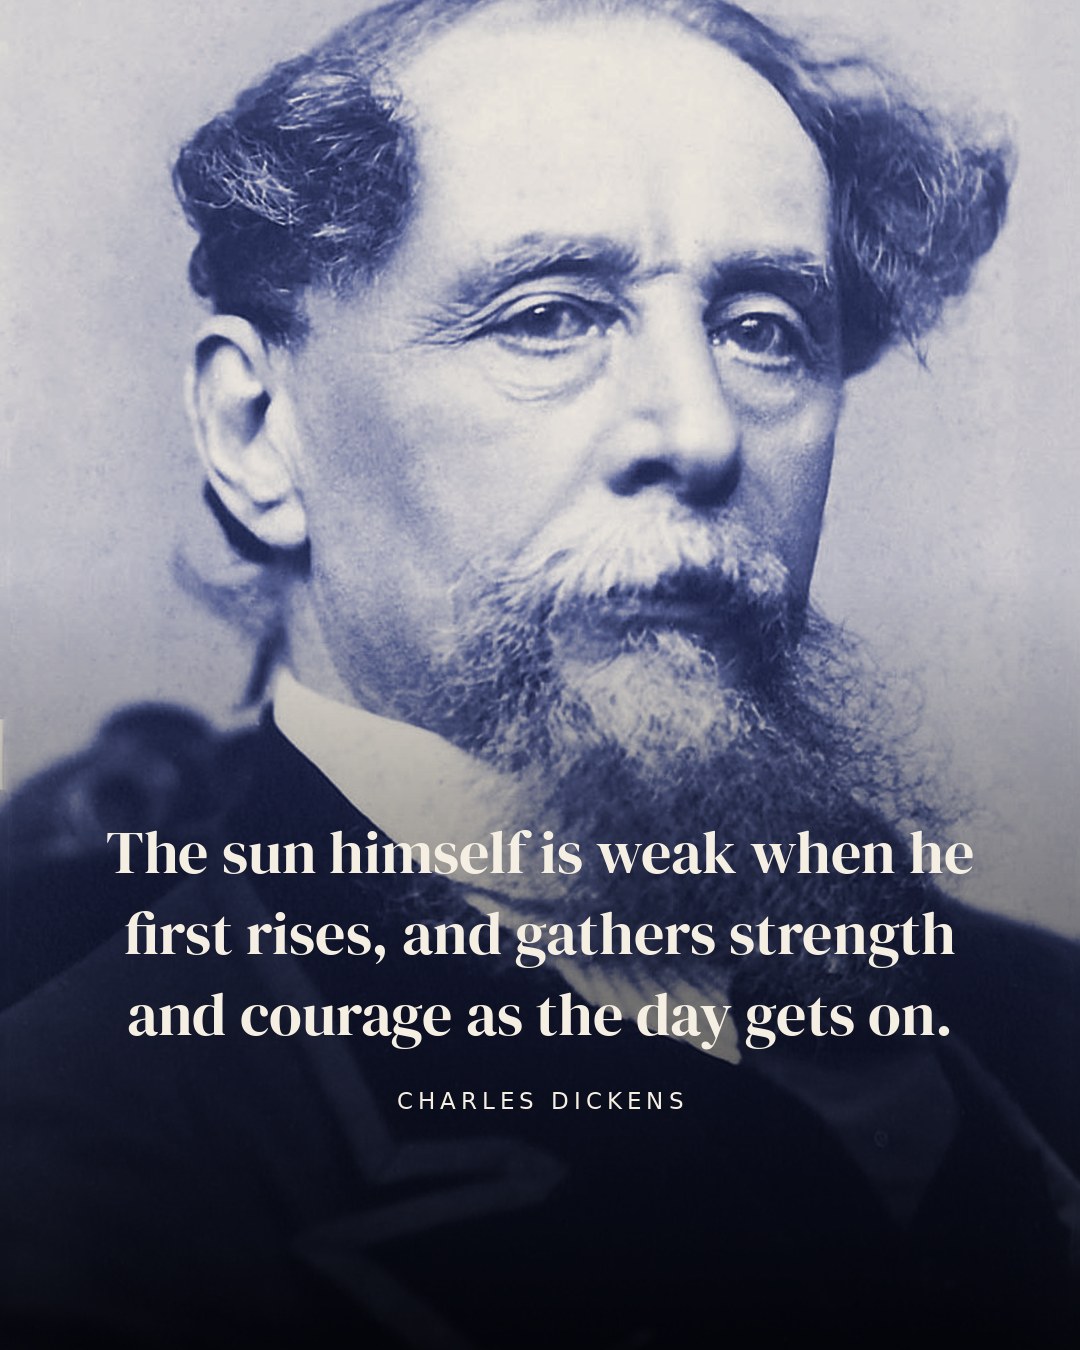 The sun himself is weak when he
first rises, and gathers strength
and courage as the day gets on.
CHARLES DICKENS